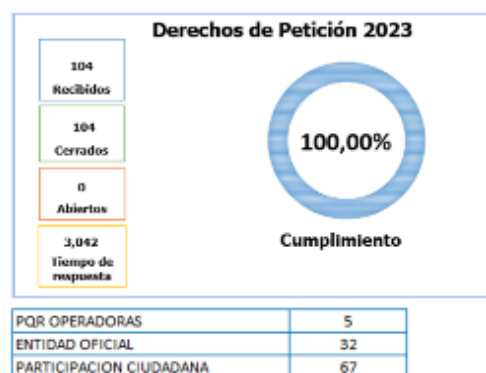 Derechos de Petición 2023
104
Recibidos
104
Cerrados
0
Abiertos
3,042
Tiempo de
respuesta
100,00%
Cumplimiento
PQR OPERADORAS 5
ENTIDAD OFICIAL 32
PARTICIPACION CIUDADANA 67